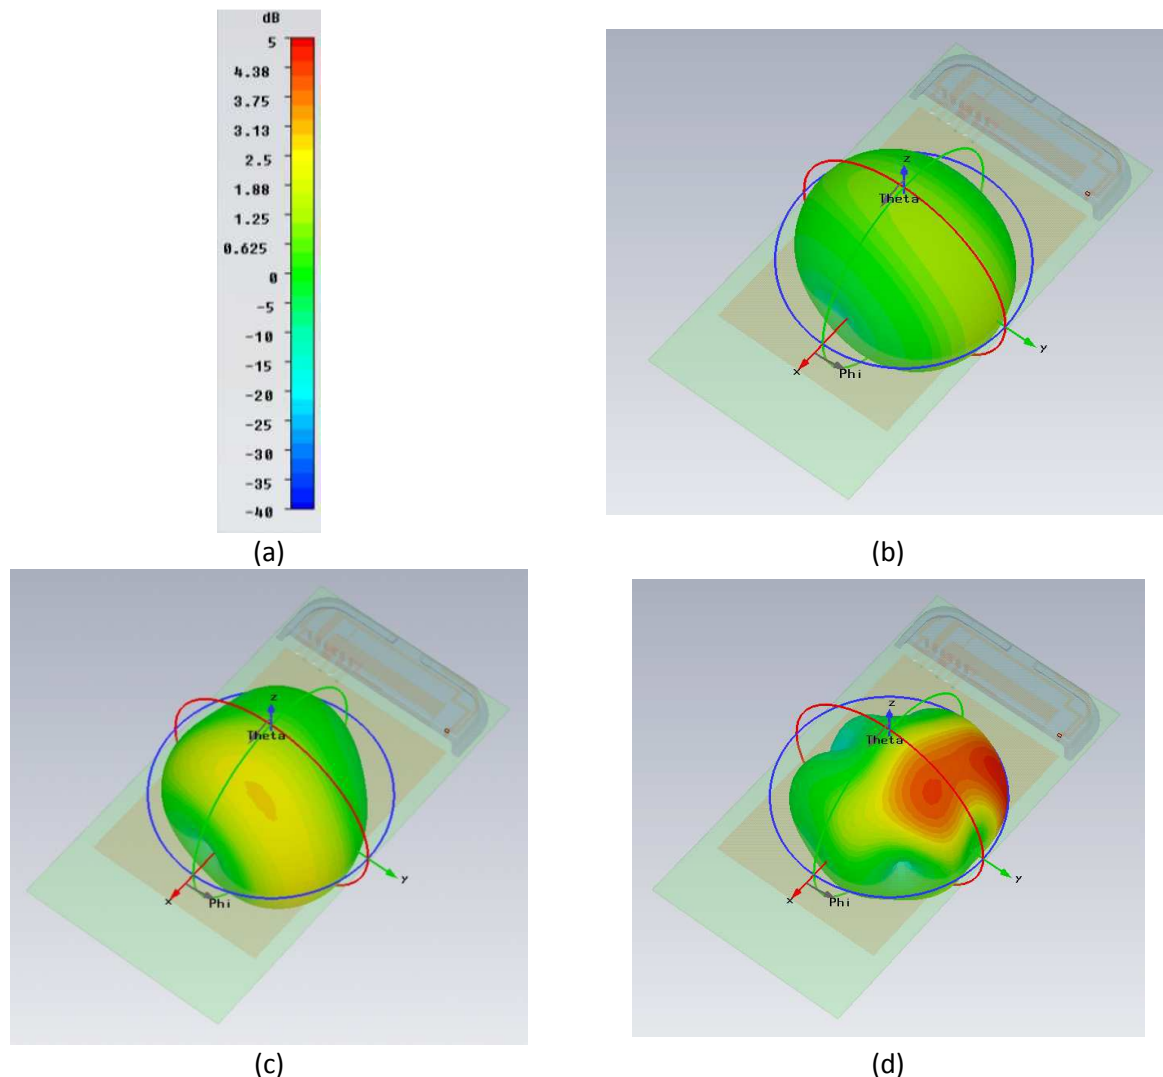 dB
5
4.38
3.75
3.13
2.5
1.88
1.25
0.625
0
-5
-10
-15
-20
-25
-30
-35
-40
(a)
z
Theta
y
x
Phi
(b)
z
Theta
y
x
Phi
(c)
z
Theta
y
x
Phi
(d)